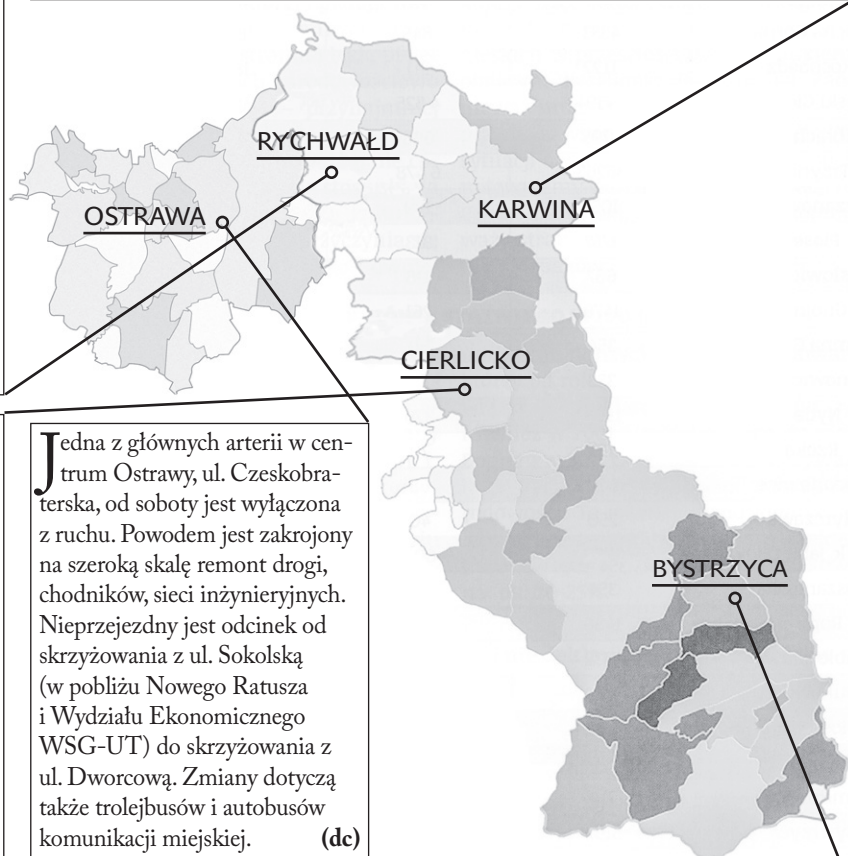 RYCHWAŁD
OSTRAWA
KARWINA
CIERLICKO
Jedna z głównych arterii w cen-
trum Ostrawy, ul. Czeskobra-
terska, od soboty jest wyłączona
z ruchu. Powodem jest zakrojony
na szeroką skalę remont drogi,
chodników, sieci inżynieryjnych.
Nieprzejezdny jest odcinek od
skrzyżowania z ul. Sokolską
(w pobliżu Nowego Ratusza
i Wydziału Ekonomicznego
WSG-UT) do skrzyżowania z
ul. Dworcową. Zmiany dotyczą
także trolejbusów i autobusów
komunikacji miejskiej. (dc)
BYSTRZYCA